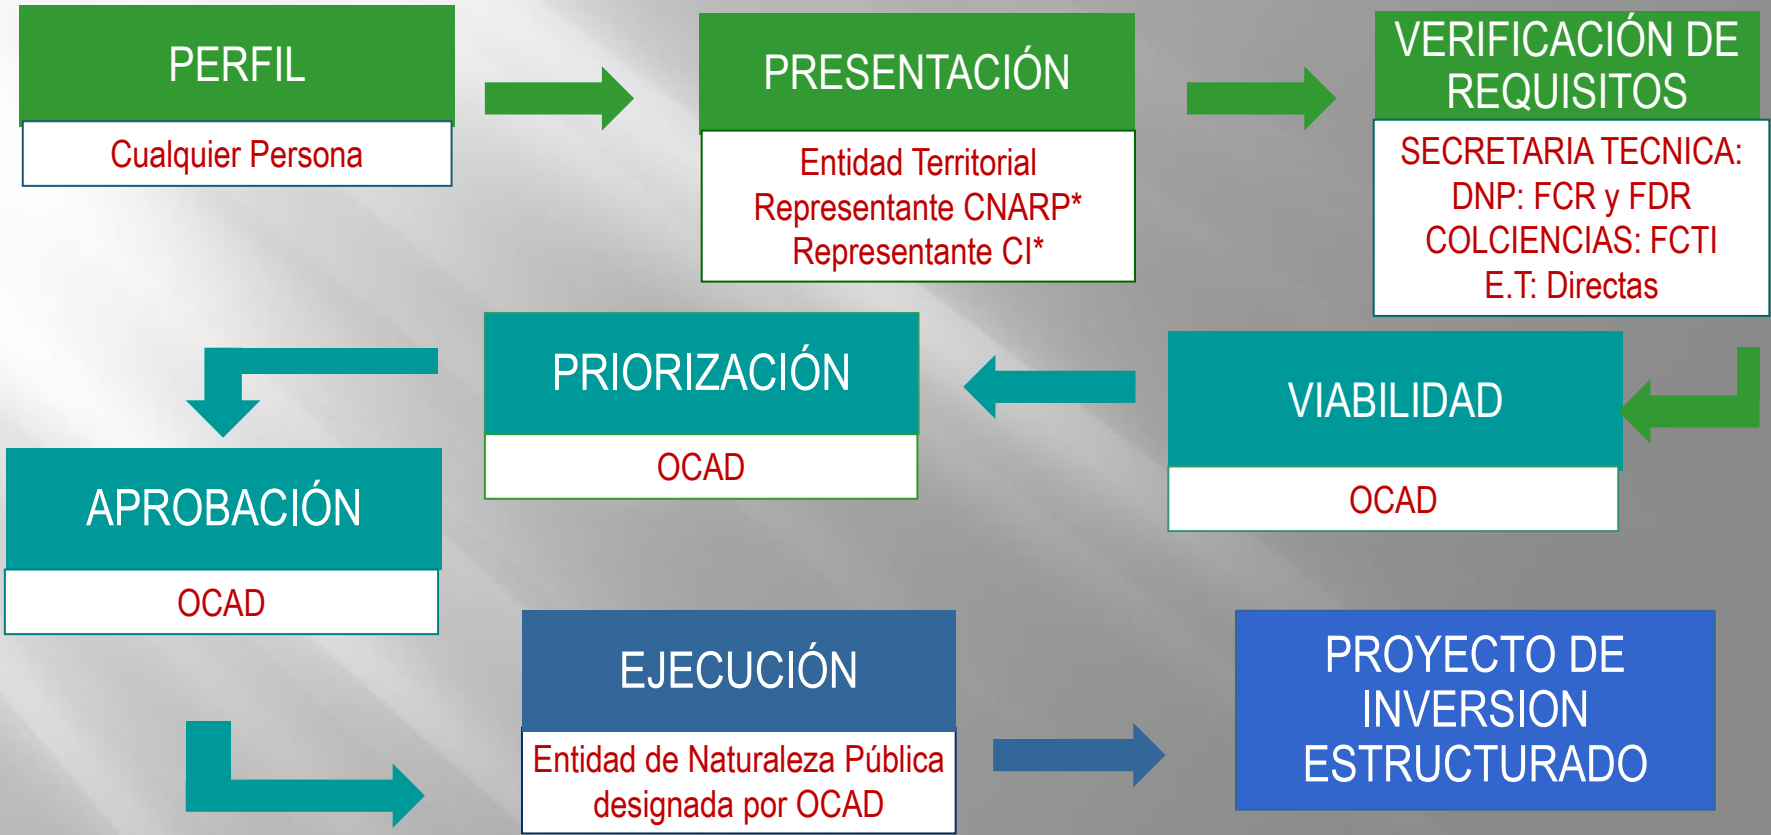 PERFIL
Cualquier Persona
PRESENTACIÓN
Entidad Territorial
Representante CNARP*
Representante CI*
VERIFICACIÓN DE
REQUISITOS
SECRETARIA TECNICA:
DNP: FCR y FDR
COLCIENCIAS: FCTI
E.T: Directas
VIABILIDAD
OCAD
PRIORIZACIÓN
OCAD
APROBACIÓN
OCAD
EJECUCIÓN
Entidad de Naturaleza Pública
designada por OCAD
PROYECTO DE
INVERSION
ESTRUCTURADO